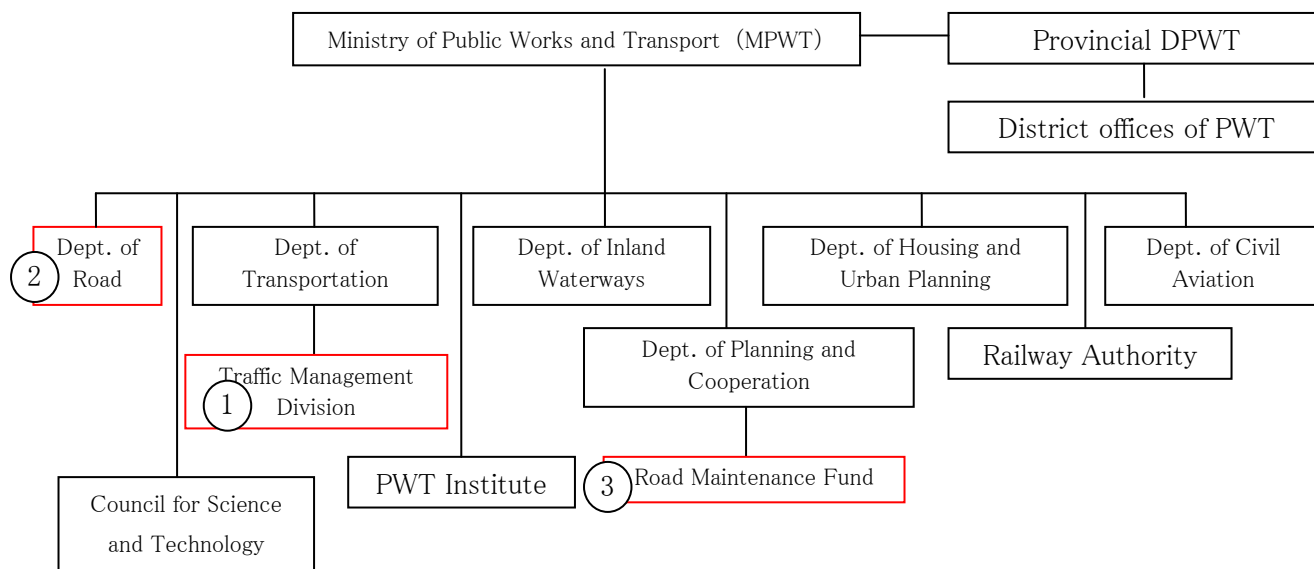 Ministry of Public Works and Transport (MPWT)
Provincial DPWT
District offices of PWT
Dept. of
Road
2
Dept. of
Transportation
Dept. of Inland
Waterways
Dept. of Housing and
Urban Planning
Dept. of Civil
Aviation
Traffic Management
Division
1
Dept. of Planning and
Cooperation
Railway Authority
Council for Science
and Technology
PWT Institute
3
Road Maintenance Fund